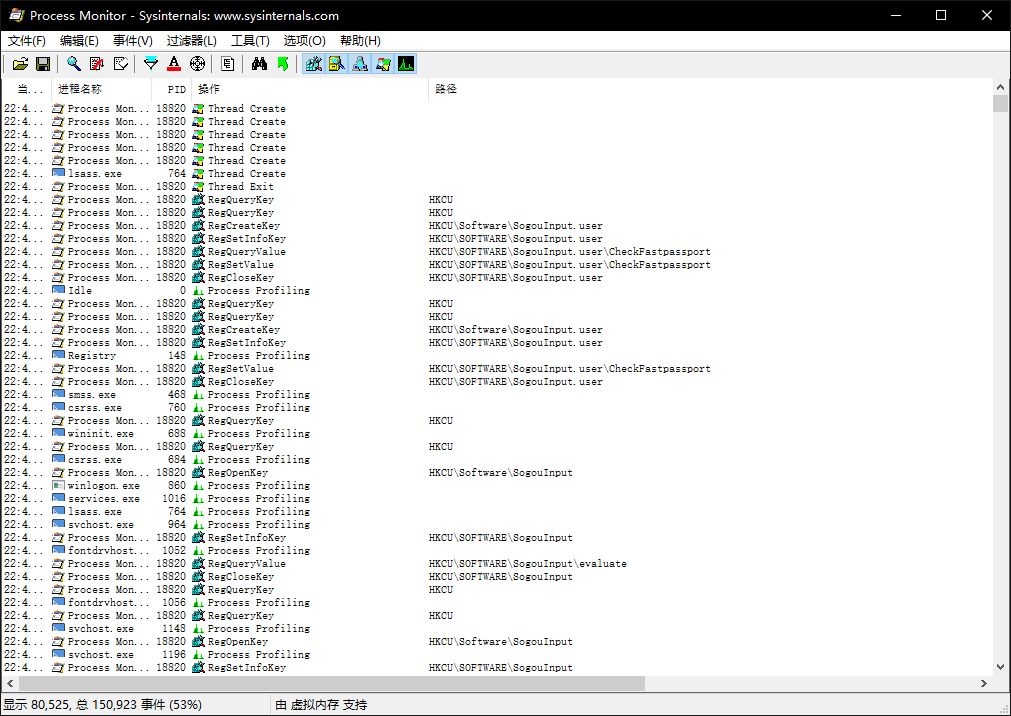 Process Monitor - Sysinternals: www.sysinternals.com
文件(F) 编辑(E) 事件(V) 过滤器(L) 工具(T) 选项(O) 帮助(H)
当... 进程名称 PID 操作 路径
22:4... Process Mon... 18820 Thread Create
22:4... Process Mon... 18820 Thread Create
22:4... Process Mon... 18820 Thread Create
22:4... Process Mon... 18820 Thread Create
22:4... Process Mon... 18820 Thread Create
22:4... lsass.exe 764 Thread Create
22:4... Process Mon... 18820 Thread Exit
22:4... Process Mon... 18820 RegQueryKey HKCU
22:4... Process Mon... 18820 RegQueryKey HKCU
22:4... Process Mon... 18820 RegCreateKey HKCU\Software\SogouInput.user
22:4... Process Mon... 18820 RegSetInfoKey HKCU\SOFTWARE\SogouInput.user
22:4... Process Mon... 18820 RegQueryValue HKCU\SOFTWARE\SogouInput.user\CheckFastpassport
22:4... Process Mon... 18820 RegSetValue HKCU\SOFTWARE\SogouInput.user\CheckFastpassport
22:4... Process Mon... 18820 RegCloseKey HKCU\SOFTWARE\SogouInput.user
22:4... Idle 0 Process Profiling
22:4... Process Mon... 18820 RegQueryKey HKCU
22:4... Process Mon... 18820 RegQueryKey HKCU
22:4... Process Mon... 18820 RegCreateKey HKCU\Software\SogouInput.user
22:4... Process Mon... 18820 RegSetInfoKey HKCU\SOFTWARE\SogouInput.user
22:4... Registry 148 Process Profiling
22:4... Process Mon... 18820 RegSetValue HKCU\SOFTWARE\SogouInput.user\CheckFastpassport
22:4... Process Mon... 18820 RegCloseKey HKCU\SOFTWARE\SogouInput.user
22:4... smss.exe 468 Process Profiling
22:4... csrss.exe 760 Process Profiling
22:4... Process Mon... 18820 RegQueryKey HKCU
22:4... wininit.exe 688 Process Profiling
22:4... Process Mon... 18820 RegQueryKey HKCU
22:4... csrss.exe 684 Process Profiling
22:4... Process Mon... 18820 RegOpenKey HKCU\Software\SogouInput
22:4... winlogon.exe 860 Process Profiling
22:4... services.exe 1016 Process Profiling
22:4... lsass.exe 764 Process Profiling
22:4... svchost.exe 964 Process Profiling
22:4... Process Mon... 18820 RegSetInfoKey HKCU\SOFTWARE\SogouInput
22:4... fontdrvhost... 1052 Process Profiling
22:4... Process Mon... 18820 RegQueryValue HKCU\SOFTWARE\SogouInput\evaluate
22:4... Process Mon... 18820 RegCloseKey HKCU\SOFTWARE\SogouInput
22:4... Process Mon... 18820 RegQueryKey HKCU
22:4... fontdrvhost... 1056 Process Profiling
22:4... Process Mon... 18820 RegQueryKey HKCU
22:4... svchost.exe 1148 Process Profiling
22:4... Process Mon... 18820 RegOpenKey HKCU\Software\SogouInput
22:4... svchost.exe 1196 Process Profiling
22:4... Process Mon... 18820 RegSetInfoKey HKCU\SOFTWARE\SogouInput
显示 80,525, 总 150,923 事件 (53%) 由 虚拟内存 支持